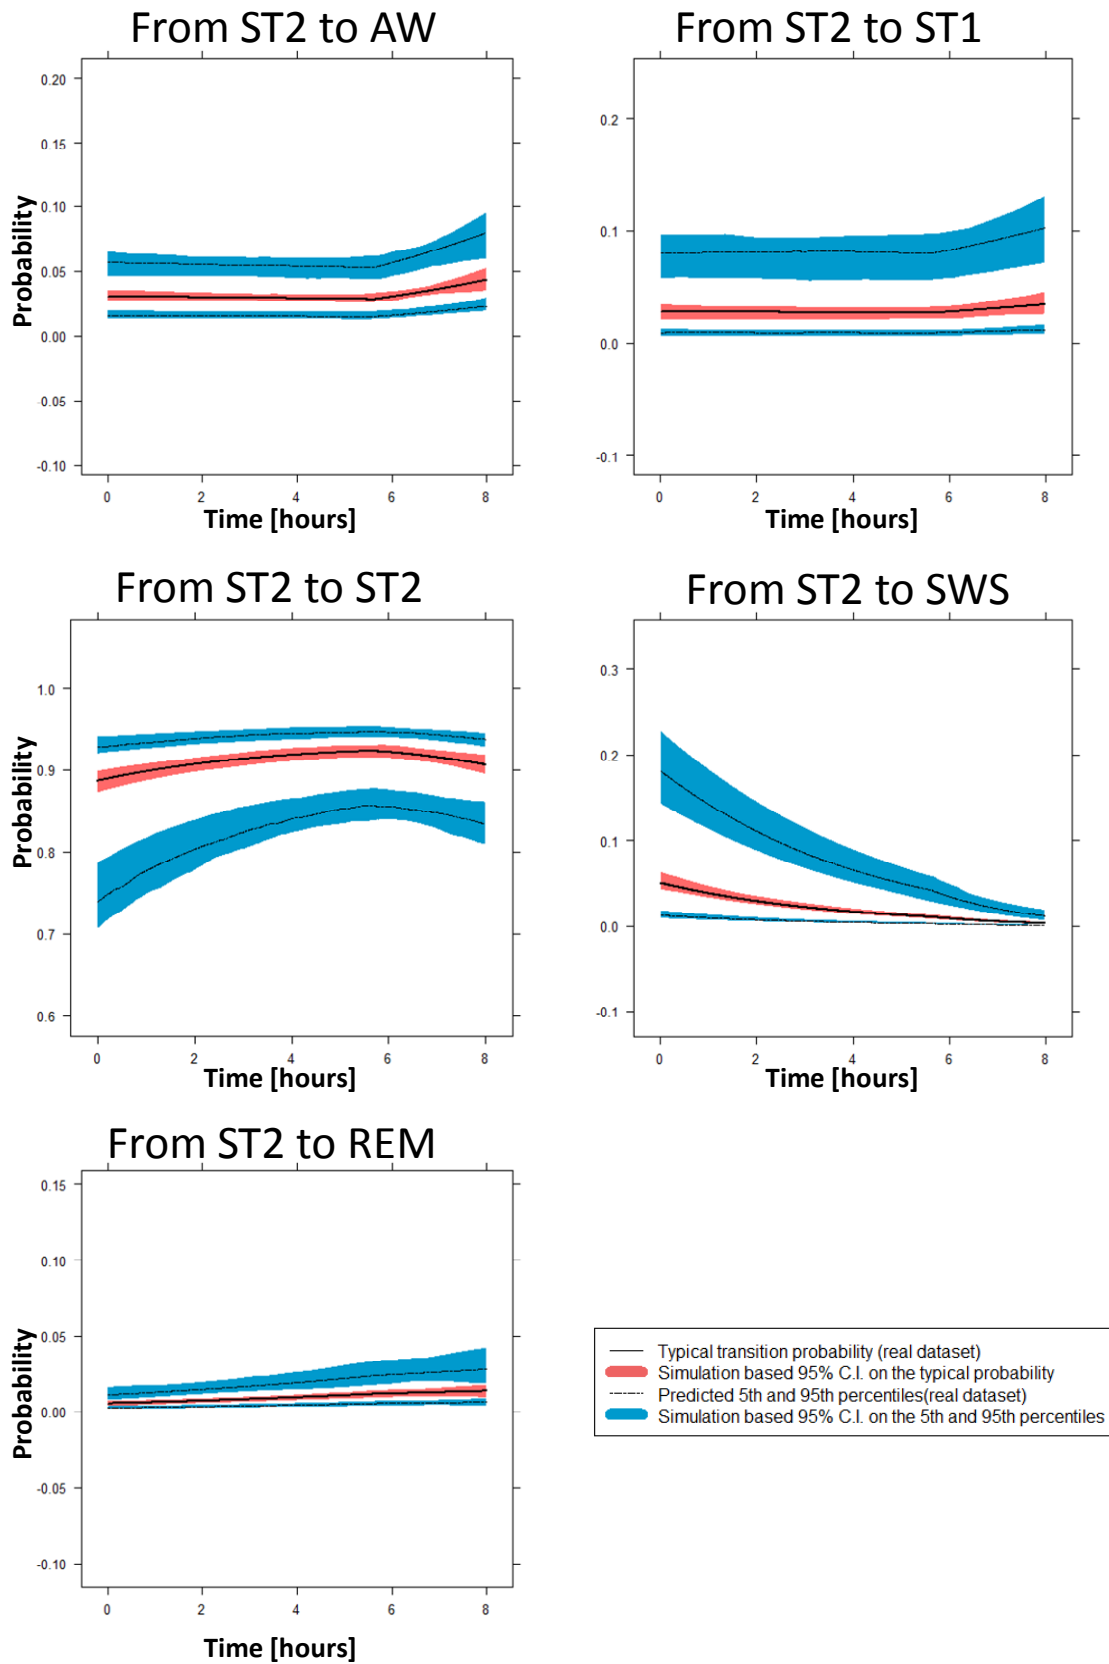 From ST2 to AW
From ST2 to ST1
0.20
0.15
0.10
0.05
0.00
-0.05
-0.10
Probability
0 2 4 6 8
Time [hours]
0.2
0.1
0.0
-0.1
0 2 4 6 8
Time [hours]
From ST2 to ST2
From ST2 to SWS
1.0
0.9
0.8
0.7
0.6
Probability
0 2 4 6 8
Time [hours]
0.3
0.2
0.1
0.0
-0.1
0 2 4 6 8
Time [hours]
From ST2 to REM
0.15
0.10
0.05
0.00
-0.05
-0.10
Probability
0 2 4 6 8
Time [hours]
Typical transition probability (real dataset)
Simulation based 95% C.I. on the typical probability
Predicted 5th and 95th percentiles(real dataset)
Simulation based 95% C.I. on the 5th and 95th percentiles